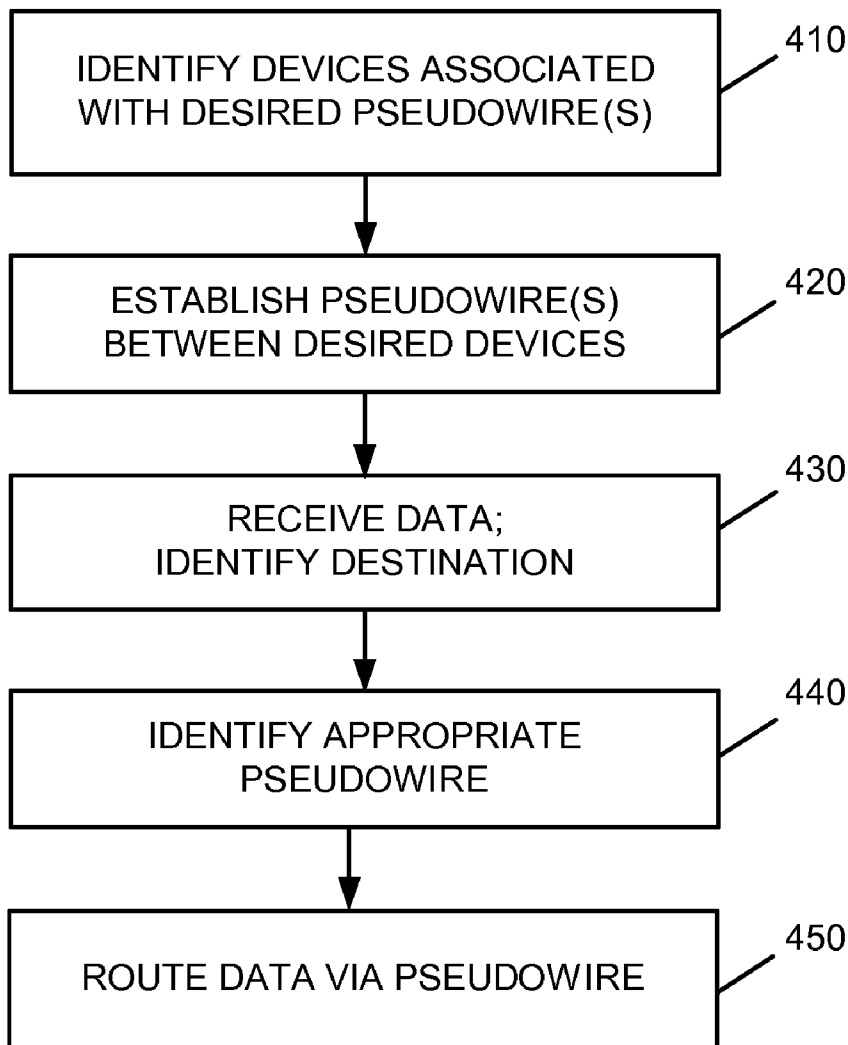 IDENTIFY DEVICES ASSOCIATED
WITH DESIRED PSEUDOWIRE(S)
410
ESTABLISH PSEUDOWIRE(S)
BETWEEN DESIRED DEVICES
420
RECEIVE DATA;
IDENTIFY DESTINATION
430
IDENTIFY APPROPRIATE
PSEUDOWIRE
440
ROUTE DATA VIA PSEUDOWIRE
450